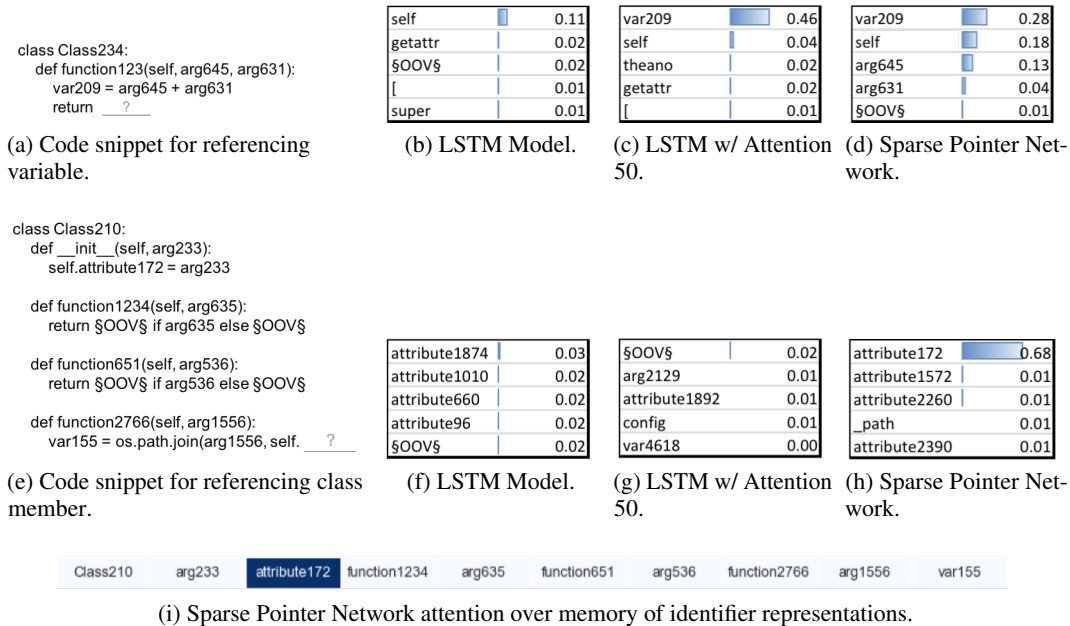 class Class234:
def function123(self, arg645, arg631):
var209 = arg645 + arg631
return ?
(a) Code snippet for referencing
variable.
self 0.11
getattr 0.02
§OOV§ 0.02
[ 0.01
super 0.01
(b) LSTM Model.
var209 0.46
self 0.04
theano 0.02
getattr 0.02
[ 0.01
(c) LSTM w/ Attention
50.
var209 0.28
self 0.18
arg645 0.13
arg631 0.04
§OOV§ 0.01
(d) Sparse Pointer Net-
work.
class Class210:
def __init__(self, arg233):
self.attribute172 = arg233
def function1234(self, arg635):
return §OOV§ if arg635 else §OOV§
def function651(self, arg536):
return §OOV§ if arg536 else §OOV§
def function2766(self, arg1556):
var155 = os.path.join(arg1556, self. ?
(e) Code snippet for referencing class
member.
attribute1874 0.03
attribute1010 0.02
attribute660 0.02
attribute96 0.02
§OOV§ 0.02
(f) LSTM Model.
§OOV§ 0.02
arg2129 0.01
attribute1892 0.01
config 0.01
var4618 0.00
(g) LSTM w/ Attention
50.
attribute172 0.68
attribute1572 0.01
attribute2260 0.01
_path 0.01
attribute2390 0.01
(h) Sparse Pointer Net-
work.
Class210 arg233 attribute172 function1234 arg635 function651 arg536 function2766 arg1556 var155
(i) Sparse Pointer Network attention over memory of identifier representations.